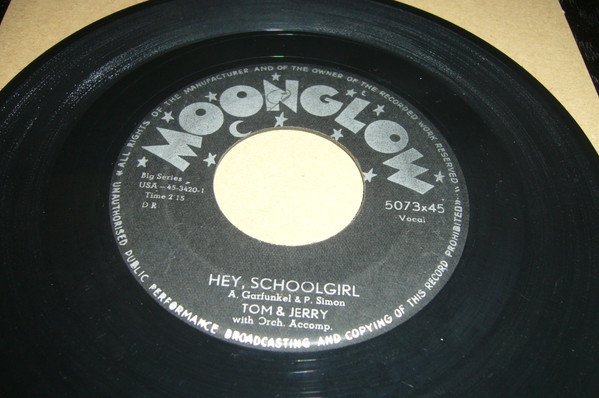 *ALL RIGHTS OF THE MANUFACTURER AND OF THE OWNER OF THE RECORDED WORK RESERVED*
MOONGLOW
Big Series
USA-45-3420-1
Time 2'15
D R
5073x45
Vocal
HEY, SCHOOLGIRL
A. Garfunkel & P. Simon
TOM & JERRY
with Orch. Accomp.
UNAUTHORISED PUBLIC PERFORMANCE BROADCASTING AND COPYING OF THIS RECORD PROHIBITED